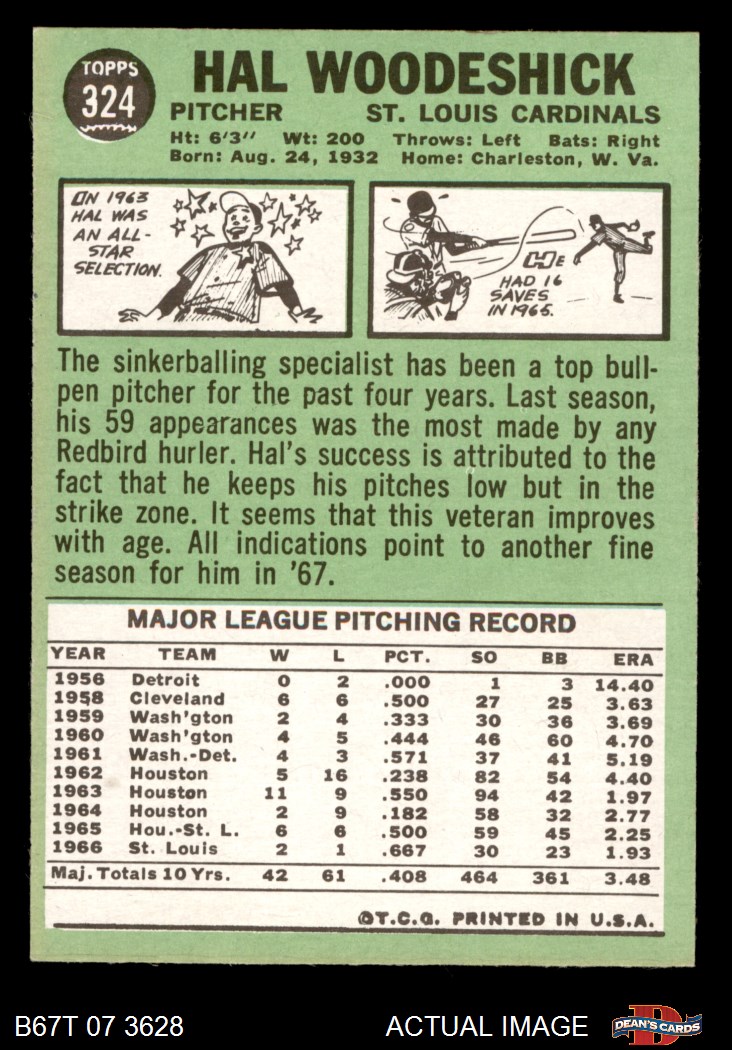 TOPPS
324
HAL WOODESHICK
PITCHER ST. LOUIS CARDINALS
Ht: 6'3" Wt: 200 Throws: Left Bats: Right
Born: Aug. 24, 1932 Home: Charleston, W. Va.
IN 1963
HAL WAS
AN ALL-
STAR
SELECTION.
HE
HAD 16
SAVES
IN 1965.
The sinkerballing specialist has been a top bull-
pen pitcher for the past four years. Last season,
his 59 appearances was the most made by any
Redbird hurler. Hal's success is attributed to the
fact that he keeps his pitches low but in the
strike zone. It seems that this veteran improves
with age. All indications point to another fine
season for him in '67.
MAJOR LEAGUE PITCHING RECORD
YEAR TEAM W L PCT. SO BB ERA
1956 Detroit 0 2 .000 1 3 14.40
1958 Cleveland 6 6 .500 27 25 3.63
1959 Wash'gton 2 4 .333 30 36 3.69
1960 Wash'gton 4 5 .444 46 60 4.70
1961 Wash.-Det. 4 3 .571 37 41 5.19
1962 Houston 5 16 .238 82 54 4.40
1963 Houston 11 9 .550 94 42 1.97
1964 Houston 2 9 .182 58 32 2.77
1965 Hou.-St. L. 6 6 .500 59 45 2.25
1966 St. Louis 2 1 .667 30 23 1.93
Maj. Totals 10 Yrs. 42 61 .408 464 361 3.48
©T.C.G. PRINTED IN U.S.A.
B67T 07 3628 ACTUAL IMAGE
D
DEAN'S CARDS